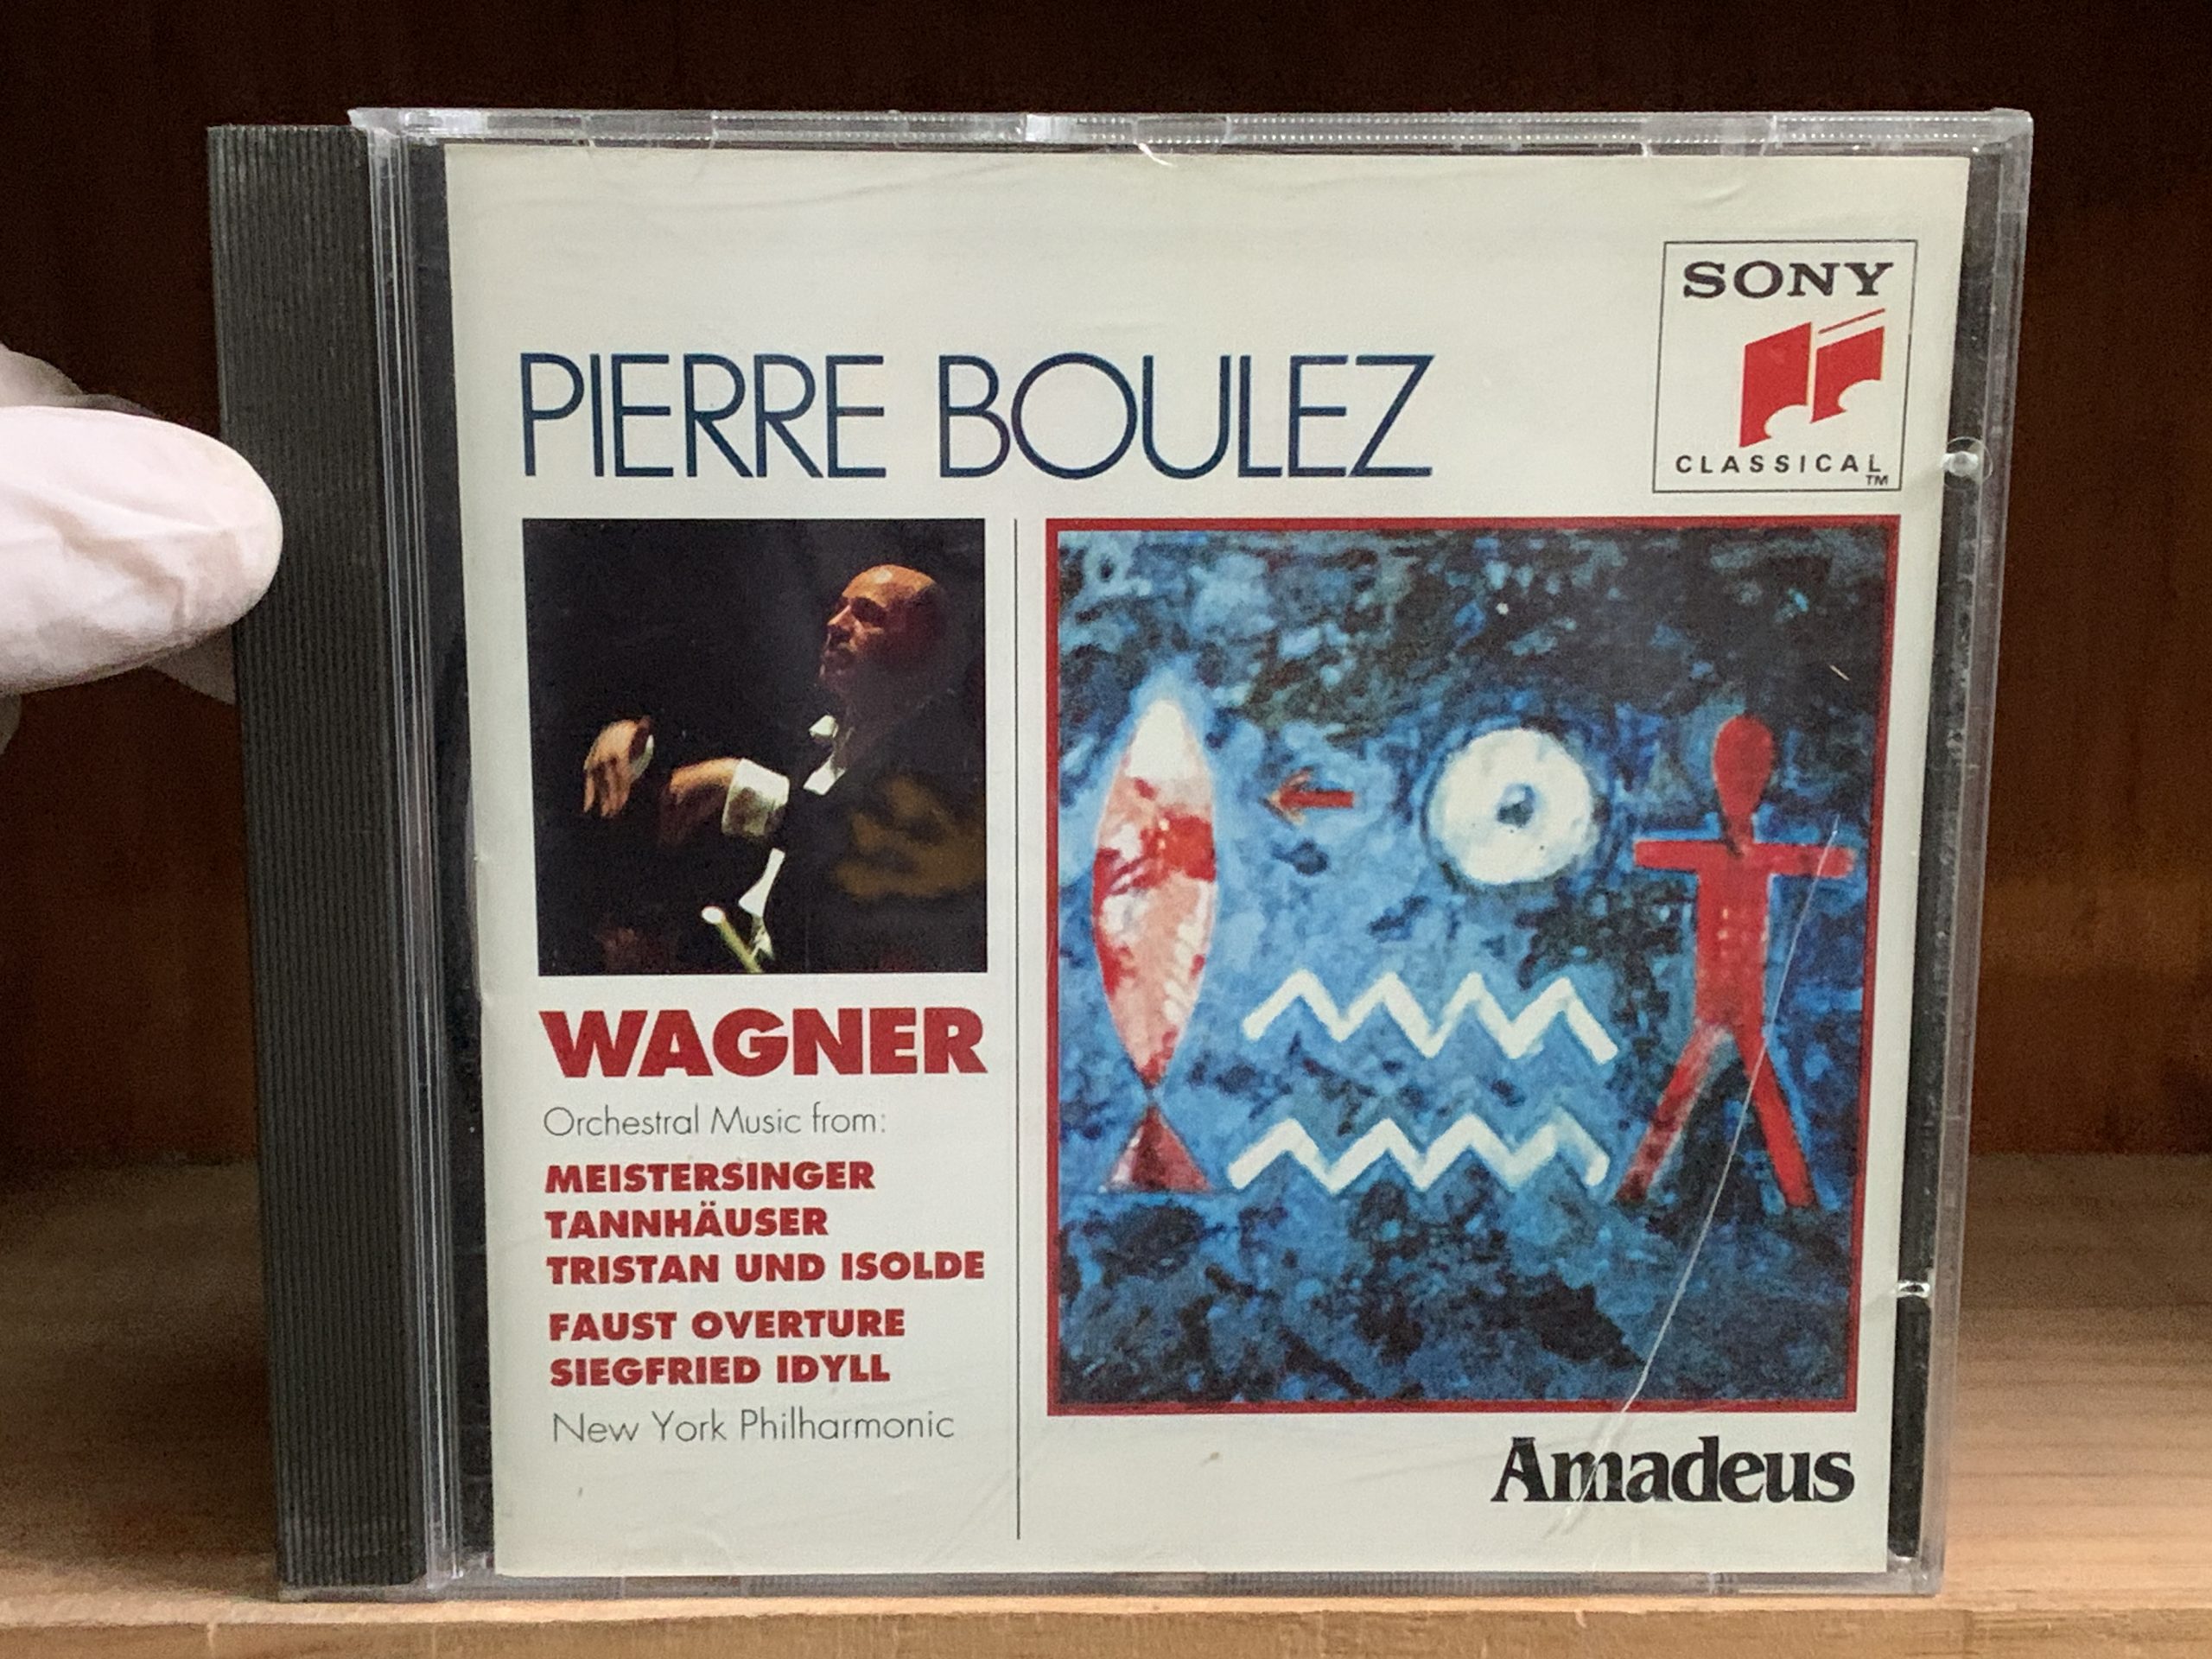 SONY
CLASSICAL
TM
PIERRE BOULEZ
WAGNER
Orchestral Music from:
MEISTERSINGER
TANNHÄUSER
TRISTAN UND ISOLDE
FAUST OVERTURE
SIEGFRIED IDYLL
New York Philharmonic
Amadeus